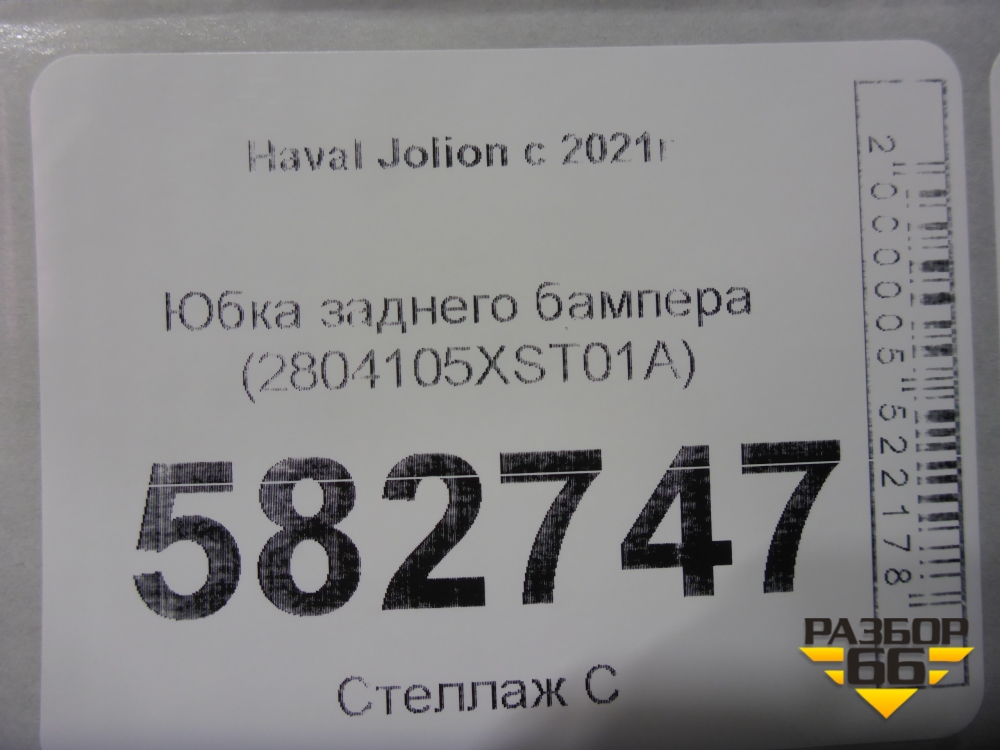 Haval Jolion с 2021г
Юбка заднего бампера
(2804105XST01A)
582747
Стеллаж С
2000005522178
РАЗБОР
66